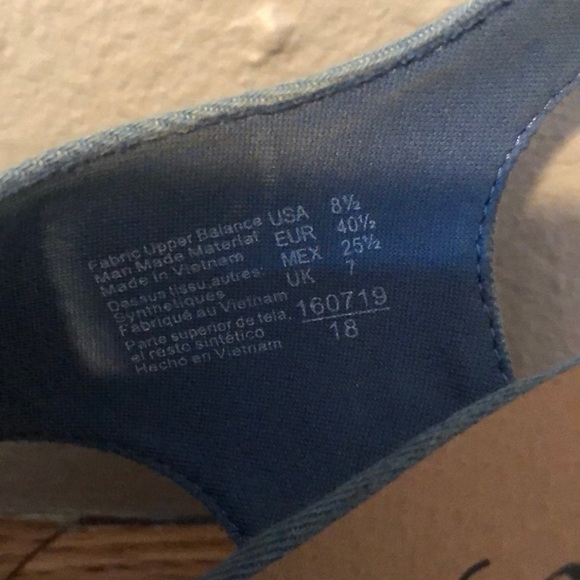 Fabric Upper Balance
Man Made Material
Made in Vietnam
Dessus tissu, autres:
Synthetiques
Fabriqué au Vietnam
Parte superior de tela,
el resto sintético
Hecho en Vietnam
USA 8½
EUR 40½
MEX 25½
UK 7
160719
18